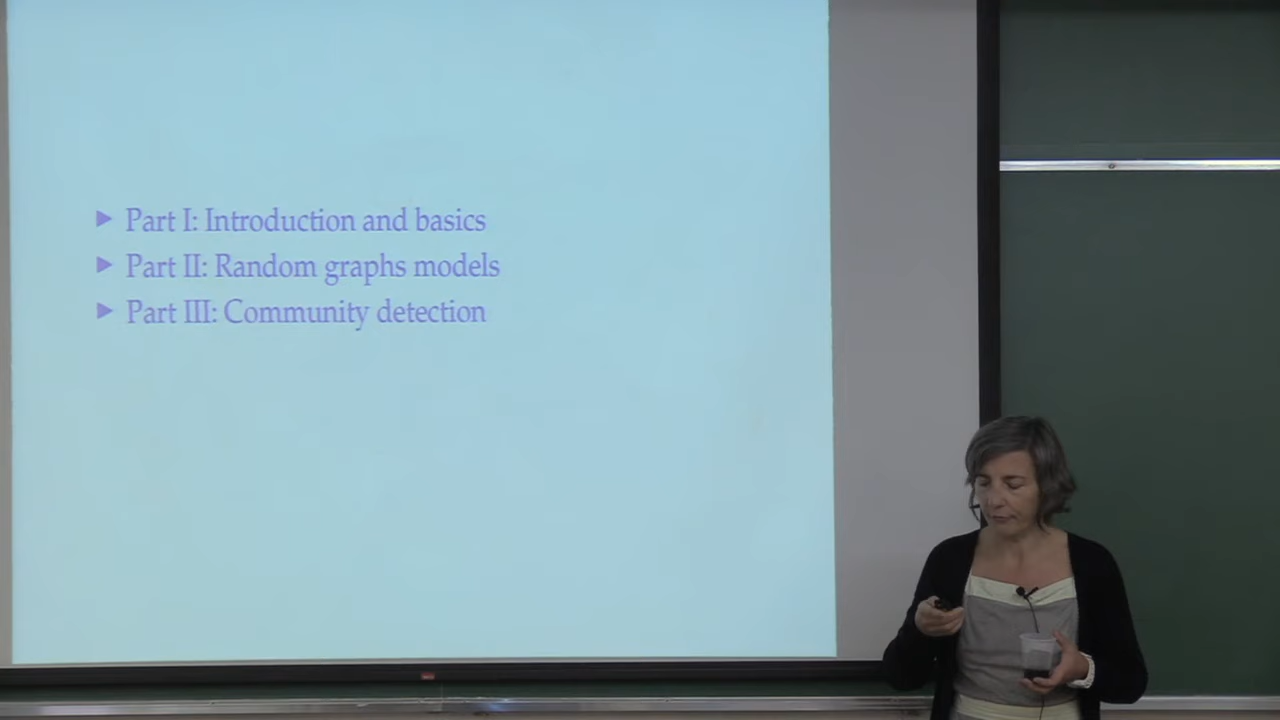 ▶ Part I: Introduction and basics
▶ Part II: Random graphs models
▶ Part III: Community detection